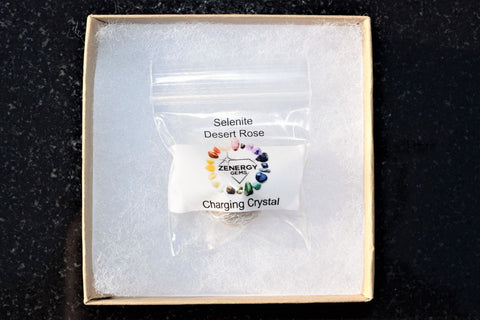 Selenite
Desert Rose
ZENERGY
GEMS
Charging Crystal